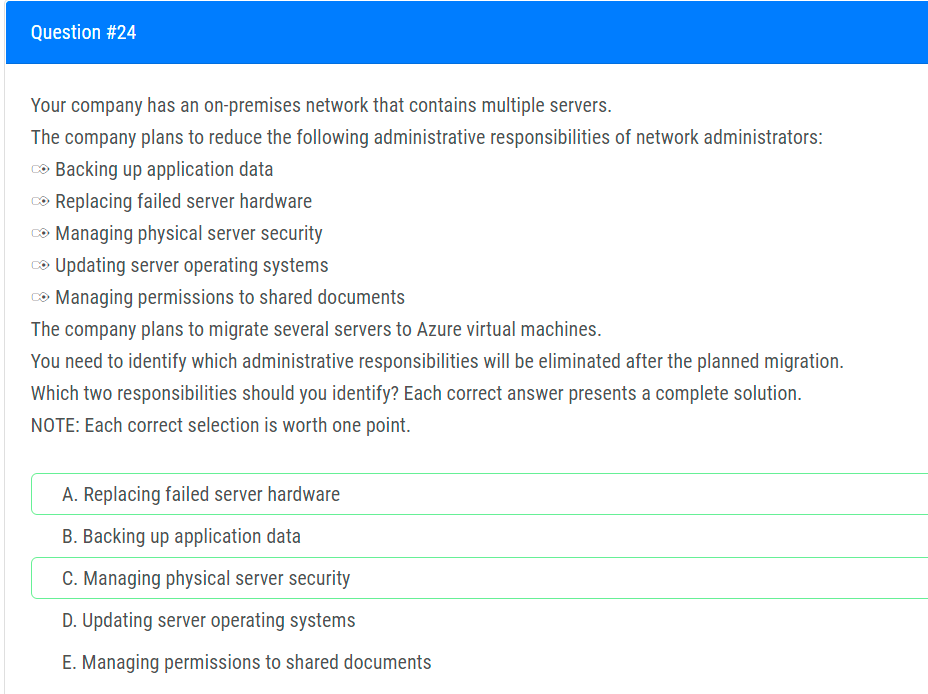 Question #24
Your company has an on-premises network that contains multiple servers.
The company plans to reduce the following administrative responsibilities of network administrators:
Backing up application data
Replacing failed server hardware
Managing physical server security
Updating server operating systems
Managing permissions to shared documents
The company plans to migrate several servers to Azure virtual machines.
You need to identify which administrative responsibilities will be eliminated after the planned migration.
Which two responsibilities should you identify? Each correct answer presents a complete solution.
NOTE: Each correct selection is worth one point.
A. Replacing failed server hardware
B. Backing up application data
C. Managing physical server security
D. Updating server operating systems
E. Managing permissions to shared documents